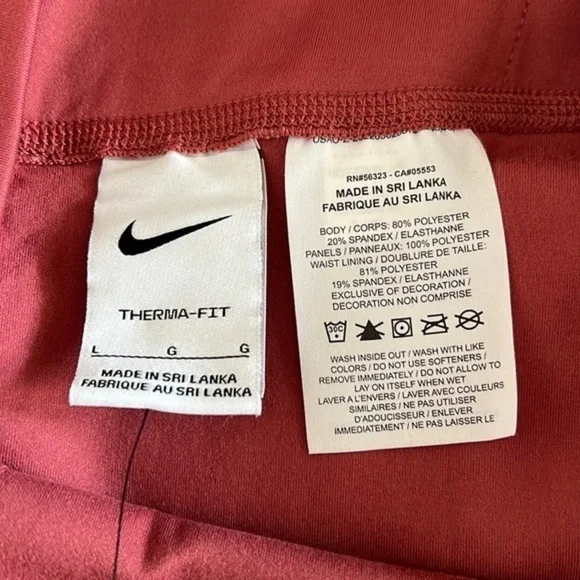 THERMA-FIT
L G G
MADE IN SRI LANKA
FABRIQUE AU SRI LANKA
RN#56323 - CA#05553
MADE IN SRI LANKA
FABRIQUE AU SRI LANKA
BODY / CORPS: 80% POLYESTER
20% SPANDEX / ELASTHANNE
PANELS / PANNEAUX: 100% POLYESTER
WAIST LINING / DOUBLURE DE TAILLE:
81% POLYESTER
19% SPANDEX / ELASTHANNE
EXCLUSIVE OF DECORATION /
DECORATION NON COMPRISE
30C
WASH INSIDE OUT / WASH WITH LIKE
COLORS / DO NOT USE SOFTENERS /
REMOVE IMMEDIATELY / DO NOT ALLOW TO
LAY ON ITSELF WHEN WET
LAVER A L'ENVERS / LAVER AVEC COULEURS
SIMILAIRES / NE PAS UTILISER
D'ADOUCISSEUR / ENLEVER
IMMEDIATEMENT / NE PAS LAISSER